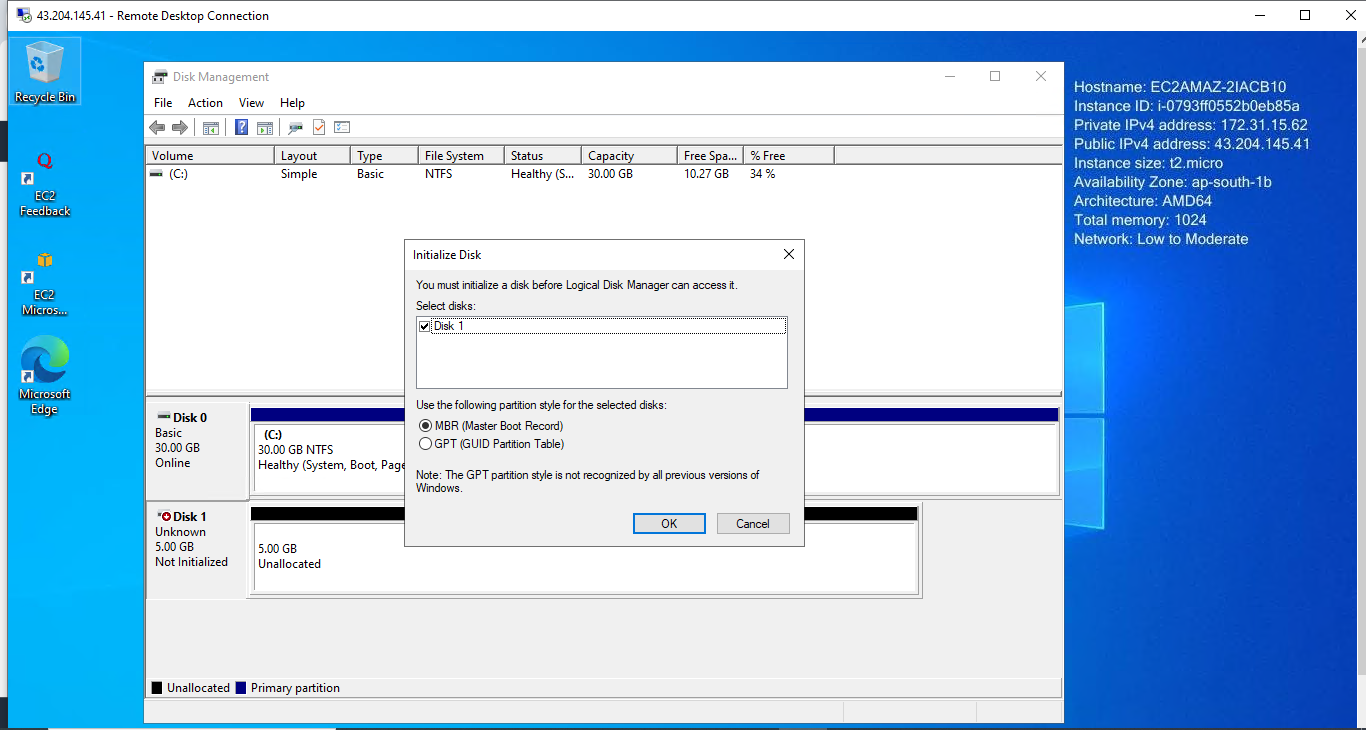 43.204.145.41 - Remote Desktop Connection
Recycle Bin
EC2
Feedback
EC2
Micros...
Microsoft
Edge
Disk Management
File Action View Help
Volume Layout Type File System Status Capacity Free Spa... % Free
(C:) Simple Basic NTFS Healthy (S... 30.00 GB 10.27 GB 34 %
Initialize Disk
You must initialize a disk before Logical Disk Manager can access it.
Select disks:
Disk 1
Use the following partition style for the selected disks:
MBR (Master Boot Record)
GPT (GUID Partition Table)
Note: The GPT partition style is not recognized by all previous versions of
Windows.
OK Cancel
Disk 0
Basic
30.00 GB
Online
(C:)
30.00 GB NTFS
Healthy (System, Boot, Page
Disk 1
Unknown
5.00 GB
Not Initialized
5.00 GB
Unallocated
Unallocated Primary partition
Hostname: EC2AMAZ-2IACB10
Instance ID: i-0793ff0552b0eb85a
Private IPv4 address: 172.31.15.62
Public IPv4 address: 43.204.145.41
Instance size: t2.micro
Availability Zone: ap-south-1b
Architecture: AMD64
Total memory: 1024
Network: Low to Moderate